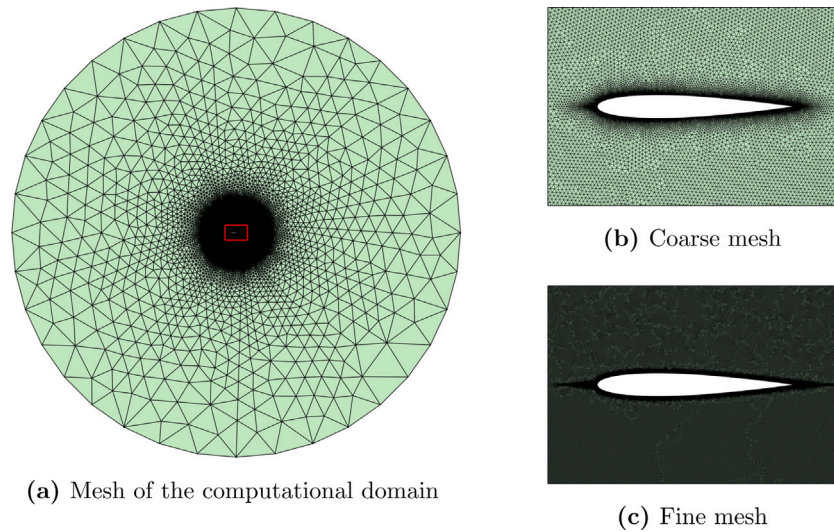 (a) Mesh of the computational domain
(b) Coarse mesh
(c) Fine mesh